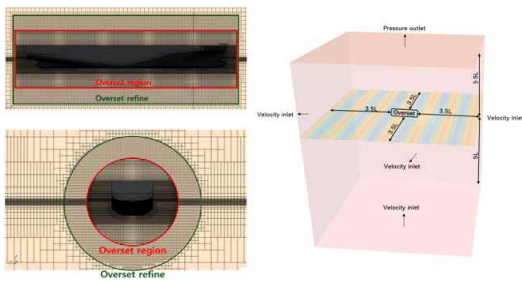 Overset region
Overset refine
Overset region
Overset refine
Pressure outlet
3.5L
3.5L
3.5L
Overset
3.5L
3.5L
Velocity inlet
Velocity inlet
Velocity inlet
5L
Velocity inlet